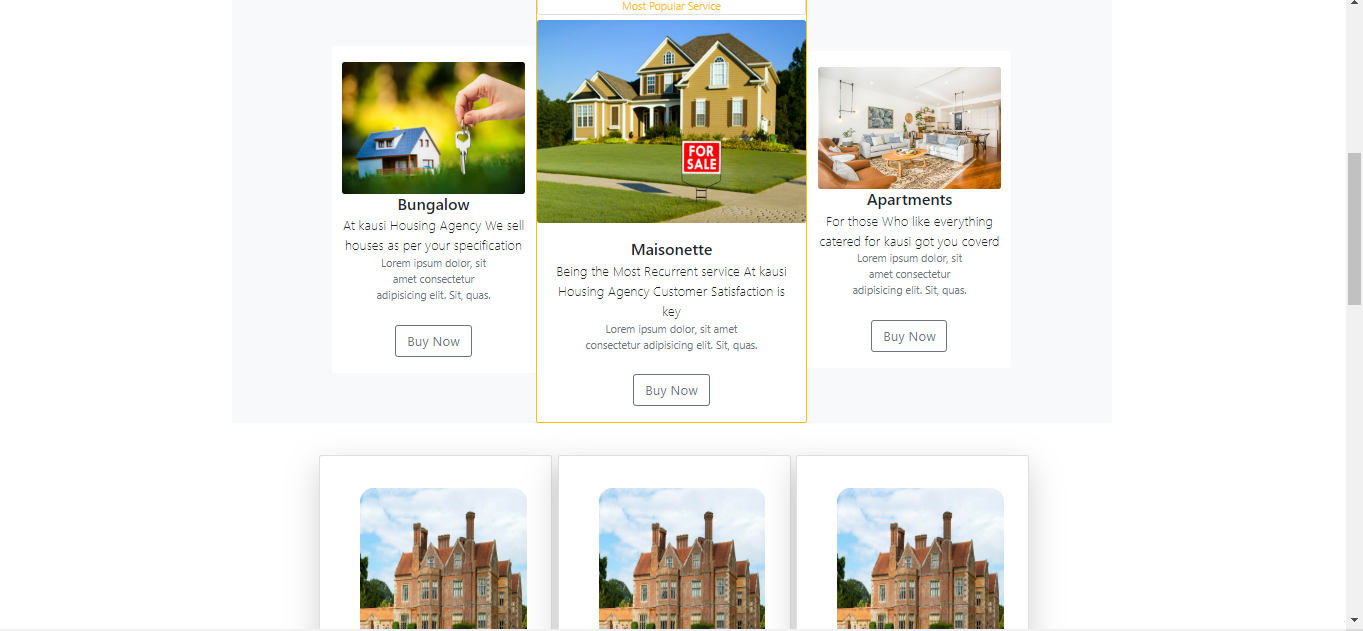 Most Popular Service
FOR
SALE
Bungalow
At kausi Housing Agency We sell
houses as per your specification
Lorem ipsum dolor, sit
amet consectetur
adipisicing elit. Sit, quas.
Buy Now
Maisonette
Being the Most Recurrent service At kausi
Housing Agency Customer Satisfaction is
key
Lorem ipsum dolor, sit amet
consectetur adipisicing elit. Sit, quas.
Buy Now
Apartments
For those Who like everything
catered for kausi got you coverd
Lorem ipsum dolor, sit
amet consectetur
adipisicing elit. Sit, quas.
Buy Now